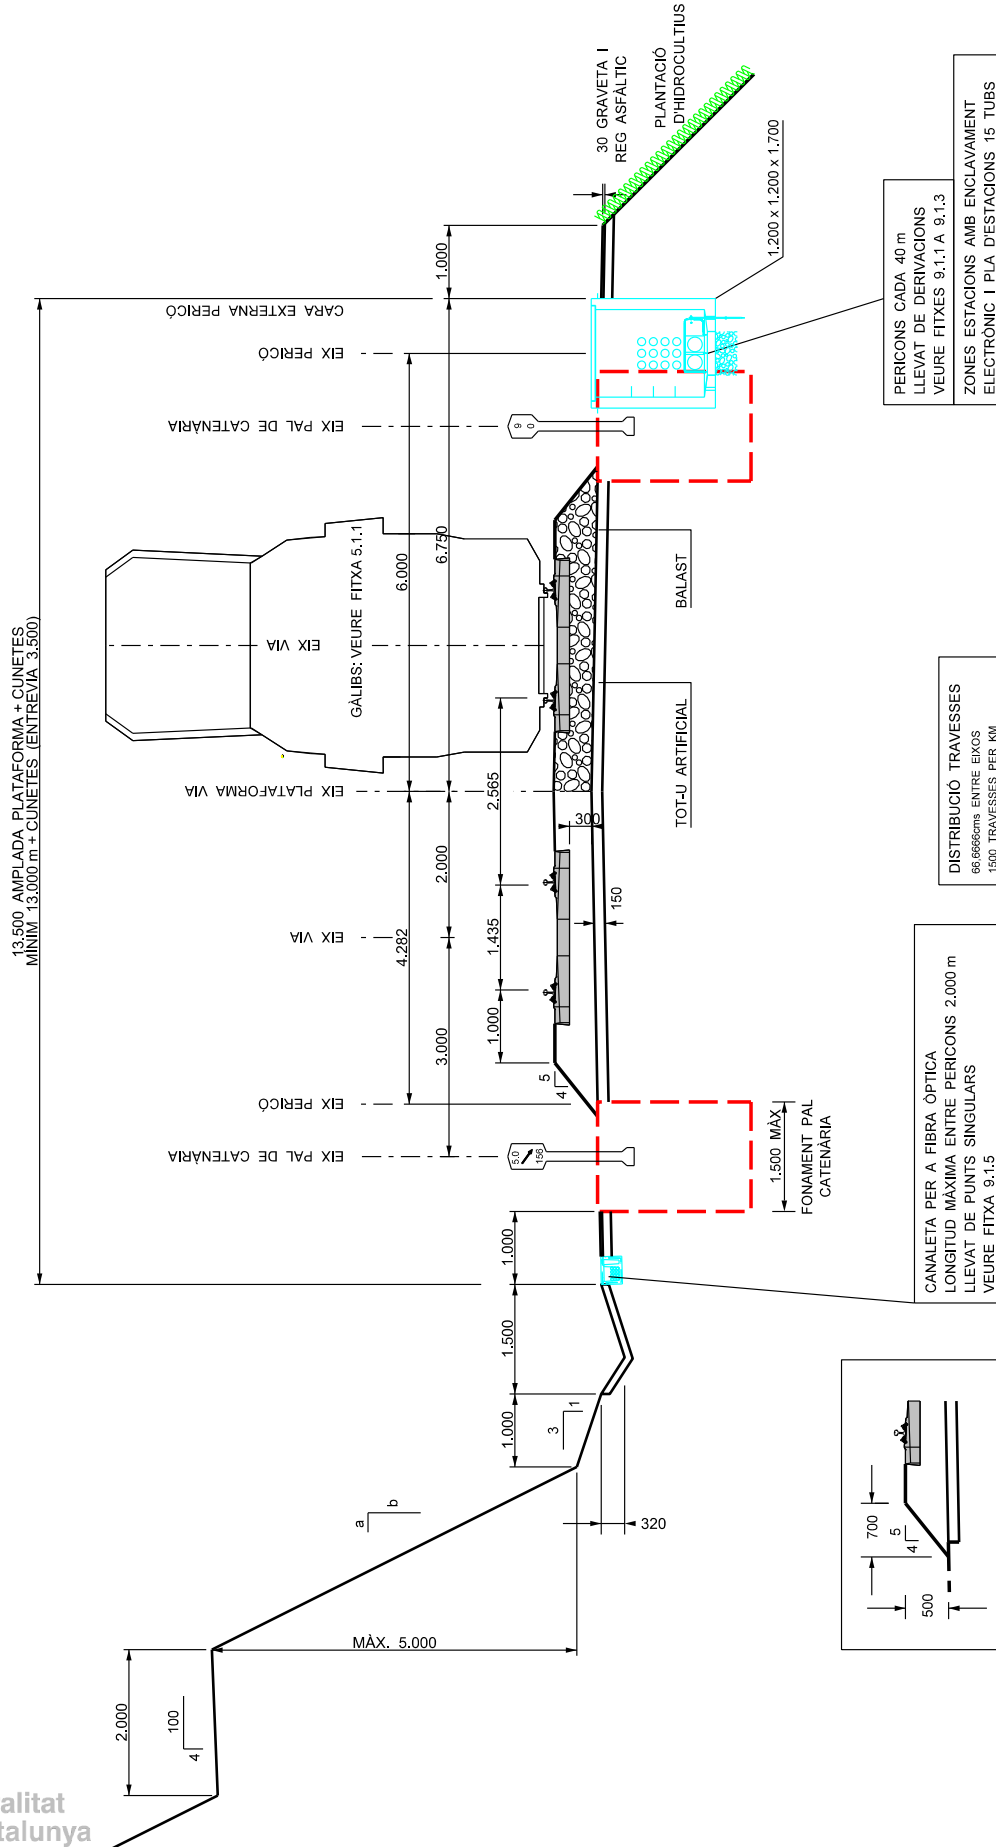 13.500 AMPLADA PLATAFORMA + CUNETES
MÍNIM 13.000 m + CUNETES (ENTREVIA 3.500)
CARA EXTERNA PERICÓ
EIX PERICÓ
EIX PAL DE CATENÀRIA
EIX VIA
GÀLIBS: VEURE FITXA 5.1.1
EIX PLATAFORMA VIA
EIX VIA
EIX PERICÓ
EIX PAL DE CATENÀRIA
1.000
6.000
6.750
2.565
2.000
4.282
1.435
3.000
1.000
1.000
1.500
1.000
300
150
5
4
9
0
5.0
156
30 GRAVETA I
REG ASFÀLTIC
PLANTACIÓ
D'HIDROCULTIUS
1.200 x 1.200 x 1.700
BALAST
TOT-U ARTIFICIAL
1.500 MÀX
FONAMENT PAL
CATENÀRIA
3
1
a
b
320
MÀX. 5.000
2.000
100
4
PERICONS CADA 40 m
LLEVAT DE DERIVACIONS
VEURE FITXES 9.1.1 A 9.1.3
ZONES ESTACIONS AMB ENCLAVAMENT
ELECTRÒNIC I PLA D'ESTACIONS 15 TUBS
DISTRIBUCIÓ TRAVESSES
66,6666cms ENTRE EIXOS
1500 TRAVESSES PER KM
CANALETA PER A FIBRA ÒPTICA
LONGITUD MÀXIMA ENTRE PERICONS 2.000 m
LLEVAT DE PUNTS SINGULARS
VEURE FITXA 9.1.5
700
5
4
500
alitat
talunya